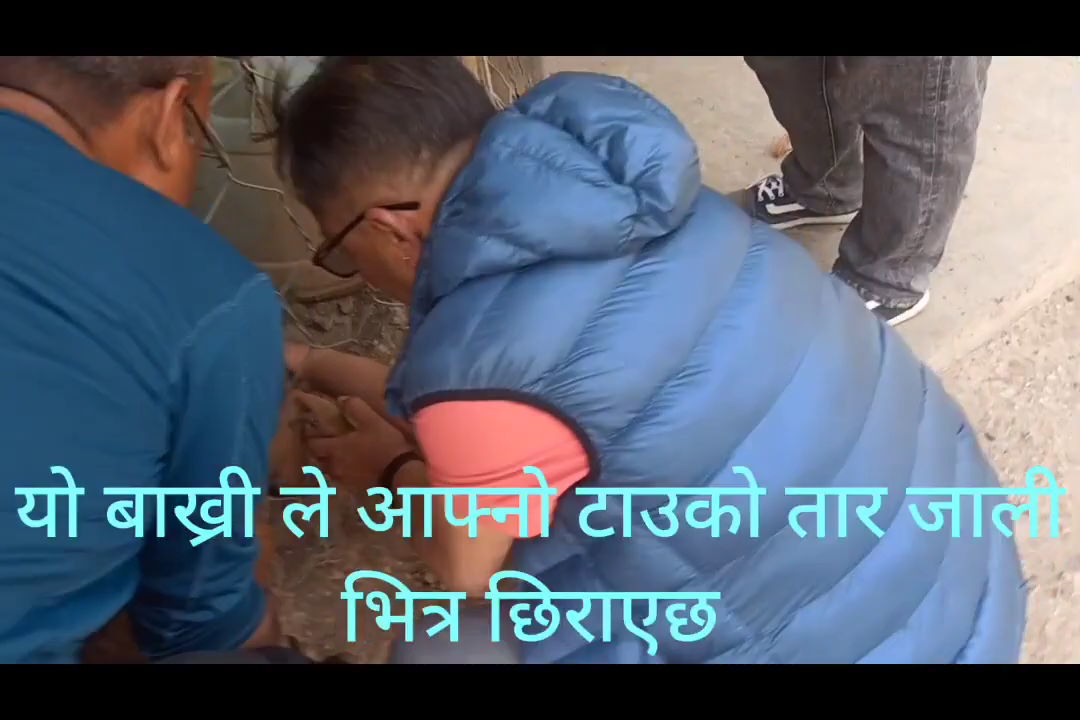 यो बाख्री ले आफ्नो टाउको तार जाली
भित्र छिराएछ